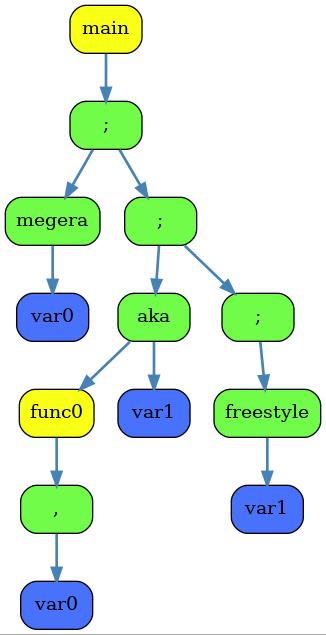 main
;
megera
;
var0
aka
;
func0
var1
freestyle
,
var1
var0